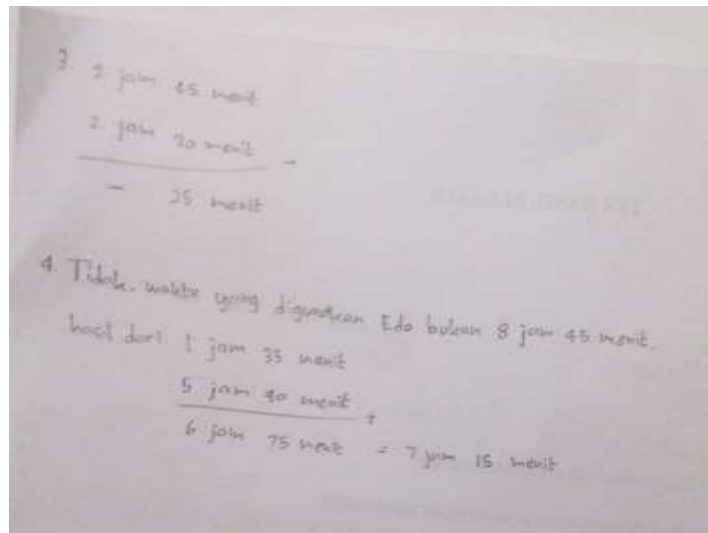 3. 2 jam 45 menit
2 jam 20 menit -
- 25 menit
4. Tidak, waktu yang digunakan Edo bukan 8 jam 45 menit.
hasil dari 1 jam 35 menit
5 jam 40 menit +
6 jam 75 menit = 7 jam 15 menit